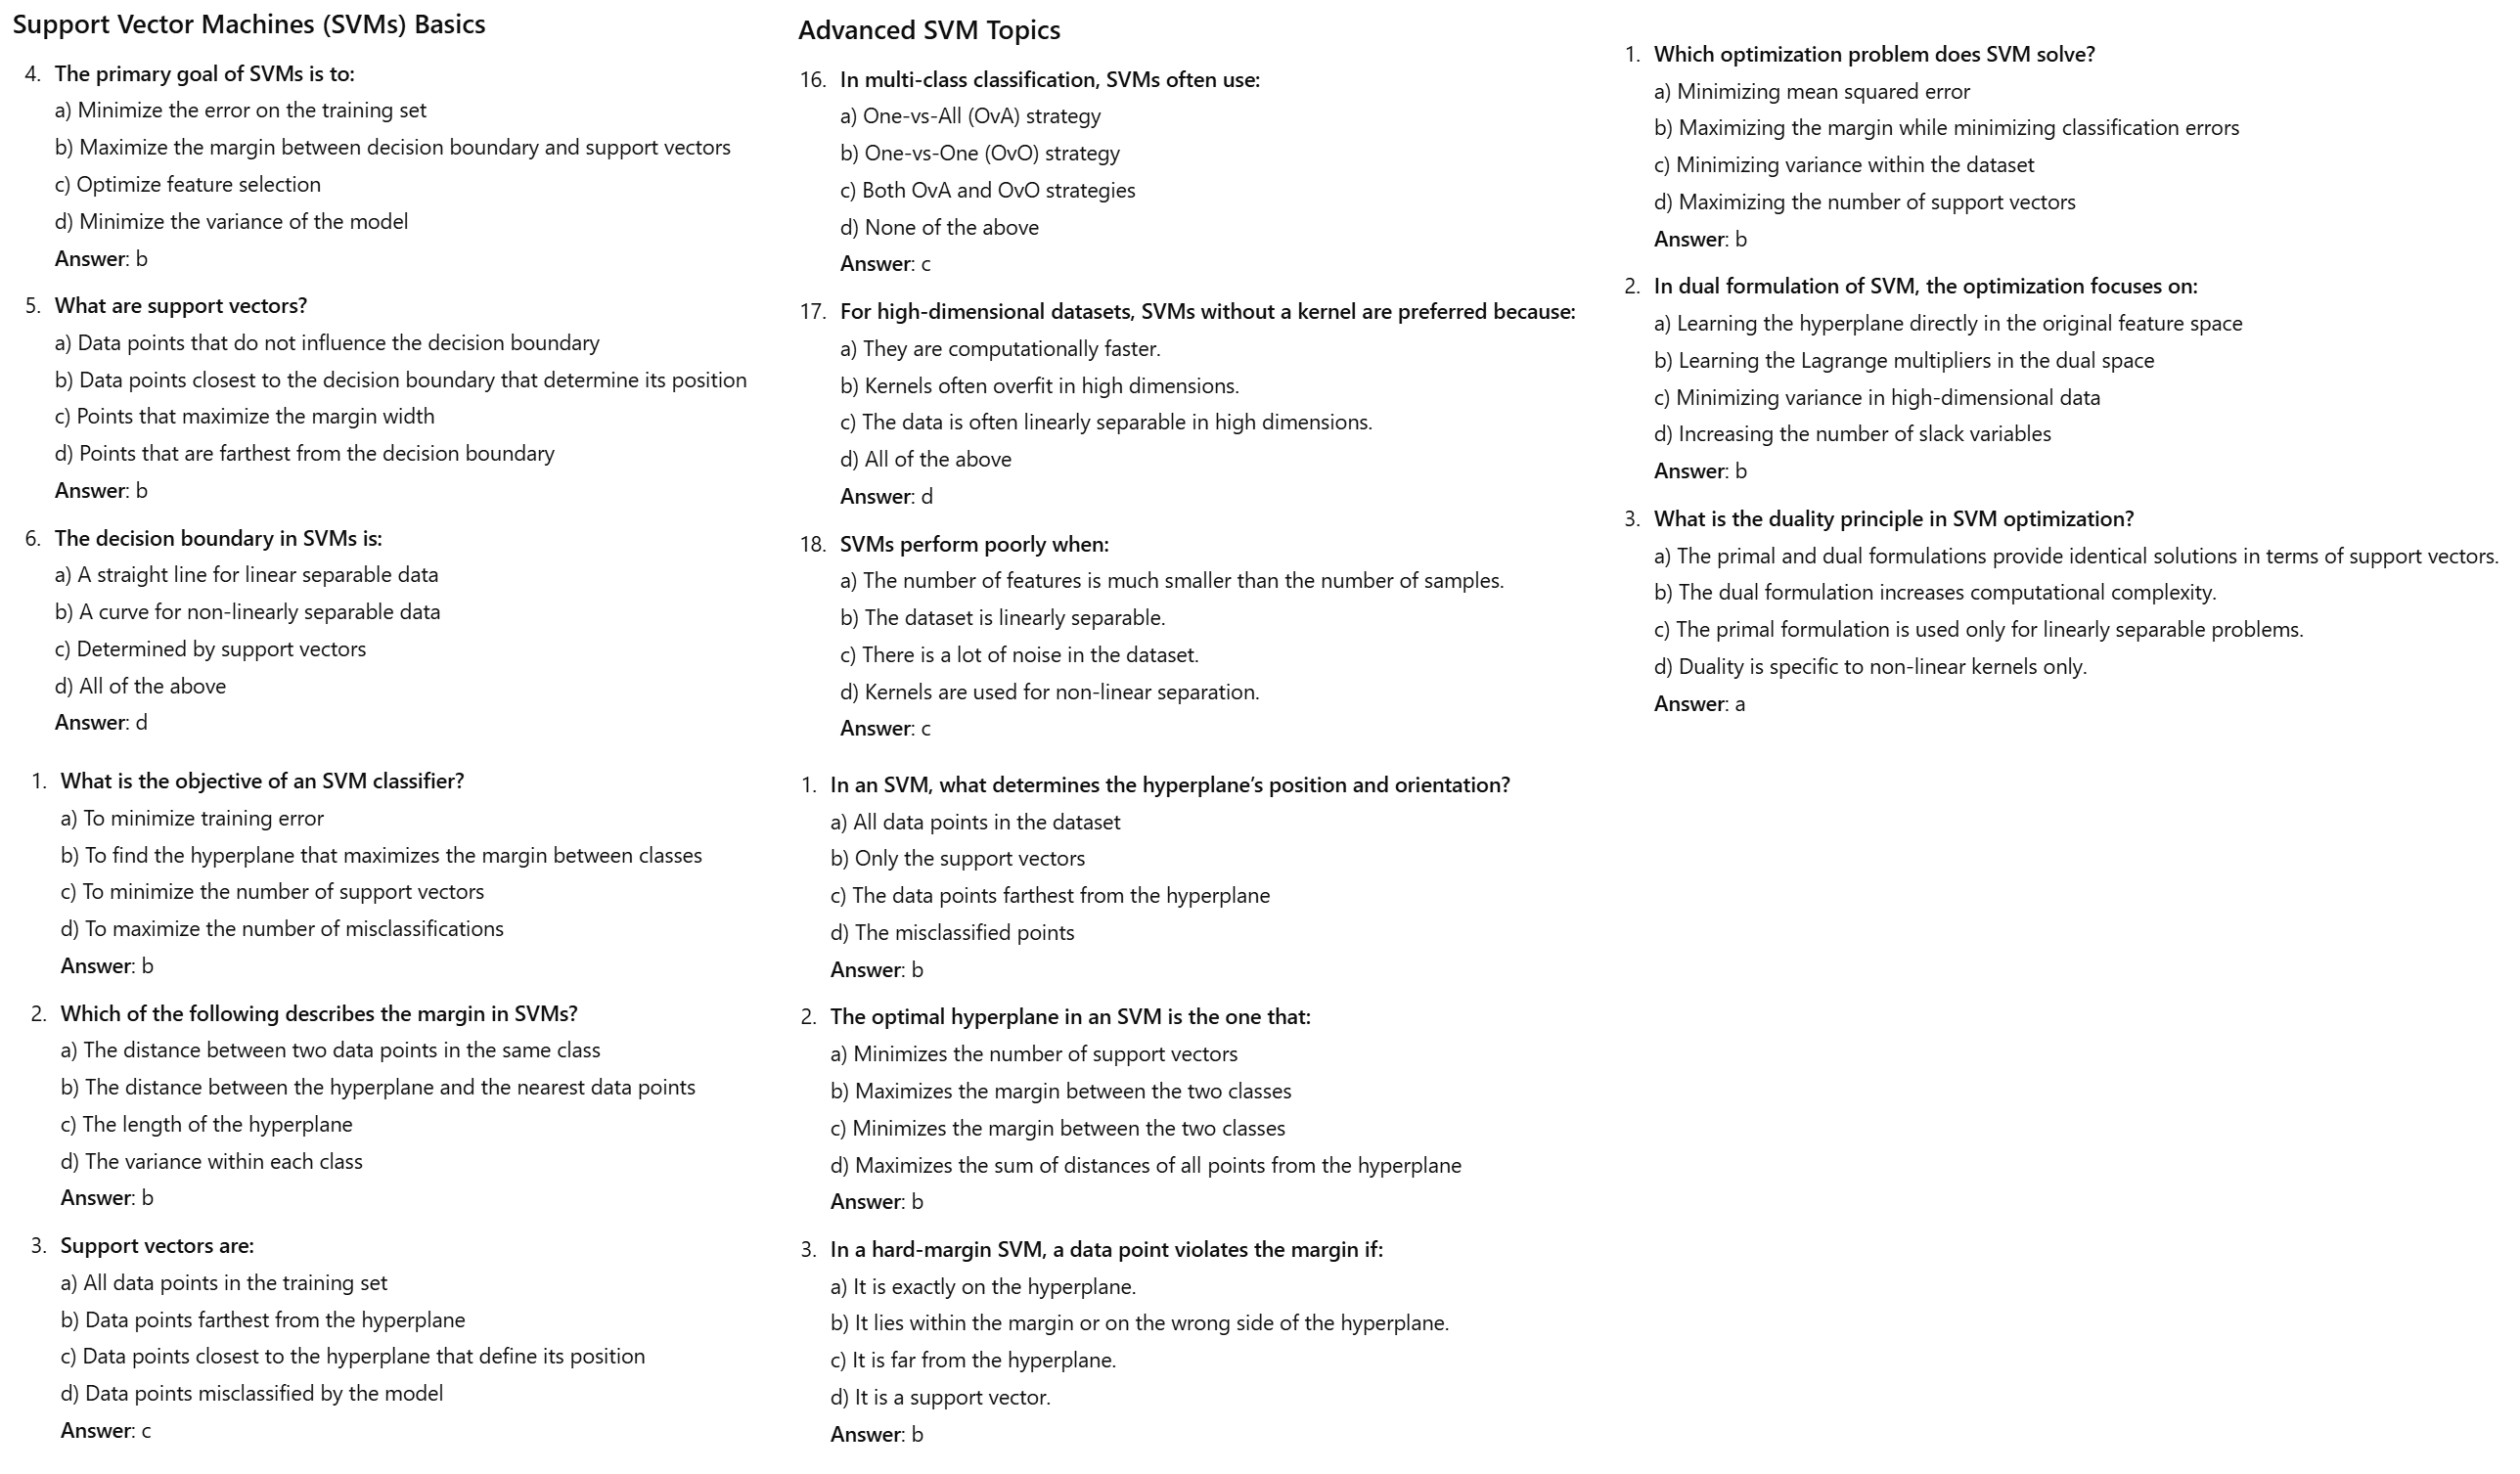 Support Vector Machines (SVMs) Basics
4. The primary goal of SVMs is to:
a) Minimize the error on the training set
b) Maximize the margin between decision boundary and support vectors
c) Optimize feature selection
d) Minimize the variance of the model
Answer: b
5. What are support vectors?
a) Data points that do not influence the decision boundary
b) Data points closest to the decision boundary that determine its position
c) Points that maximize the margin width
d) Points that are farthest from the decision boundary
Answer: b
6. The decision boundary in SVMs is:
a) A straight line for linear separable data
b) A curve for non-linearly separable data
c) Determined by support vectors
d) All of the above
Answer: d
1. What is the objective of an SVM classifier?
a) To minimize training error
b) To find the hyperplane that maximizes the margin between classes
c) To minimize the number of support vectors
d) To maximize the number of misclassifications
Answer: b
2. Which of the following describes the margin in SVMs?
a) The distance between two data points in the same class
b) The distance between the hyperplane and the nearest data points
c) The length of the hyperplane
d) The variance within each class
Answer: b
3. Support vectors are:
a) All data points in the training set
b) Data points farthest from the hyperplane
c) Data points closest to the hyperplane that define its position
d) Data points misclassified by the model
Answer: c
Advanced SVM Topics
16. In multi-class classification, SVMs often use:
a) One-vs-All (OvA) strategy
b) One-vs-One (OvO) strategy
c) Both OvA and OvO strategies
d) None of the above
Answer: c
17. For high-dimensional datasets, SVMs without a kernel are preferred because:
a) They are computationally faster.
b) Kernels often overfit in high dimensions.
c) The data is often linearly separable in high dimensions.
d) All of the above
Answer: d
18. SVMs perform poorly when:
a) The number of features is much smaller than the number of samples.
b) The dataset is linearly separable.
c) There is a lot of noise in the dataset.
d) Kernels are used for non-linear separation.
Answer: c
1. In an SVM, what determines the hyperplane’s position and orientation?
a) All data points in the dataset
b) Only the support vectors
c) The data points farthest from the hyperplane
d) The misclassified points
Answer: b
2. The optimal hyperplane in an SVM is the one that:
a) Minimizes the number of support vectors
b) Maximizes the margin between the two classes
c) Minimizes the margin between the two classes
d) Maximizes the sum of distances of all points from the hyperplane
Answer: b
3. In a hard-margin SVM, a data point violates the margin if:
a) It is exactly on the hyperplane.
b) It lies within the margin or on the wrong side of the hyperplane.
c) It is far from the hyperplane.
d) It is a support vector.
Answer: b
1. Which optimization problem does SVM solve?
a) Minimizing mean squared error
b) Maximizing the margin while minimizing classification errors
c) Minimizing variance within the dataset
d) Maximizing the number of support vectors
Answer: b
2. In dual formulation of SVM, the optimization focuses on:
a) Learning the hyperplane directly in the original feature space
b) Learning the Lagrange multipliers in the dual space
c) Minimizing variance in high-dimensional data
d) Increasing the number of slack variables
Answer: b
3. What is the duality principle in SVM optimization?
a) The primal and dual formulations provide identical solutions in terms of support vectors.
b) The dual formulation increases computational complexity.
c) The primal formulation is used only for linearly separable problems.
d) Duality is specific to non-linear kernels only.
Answer: a